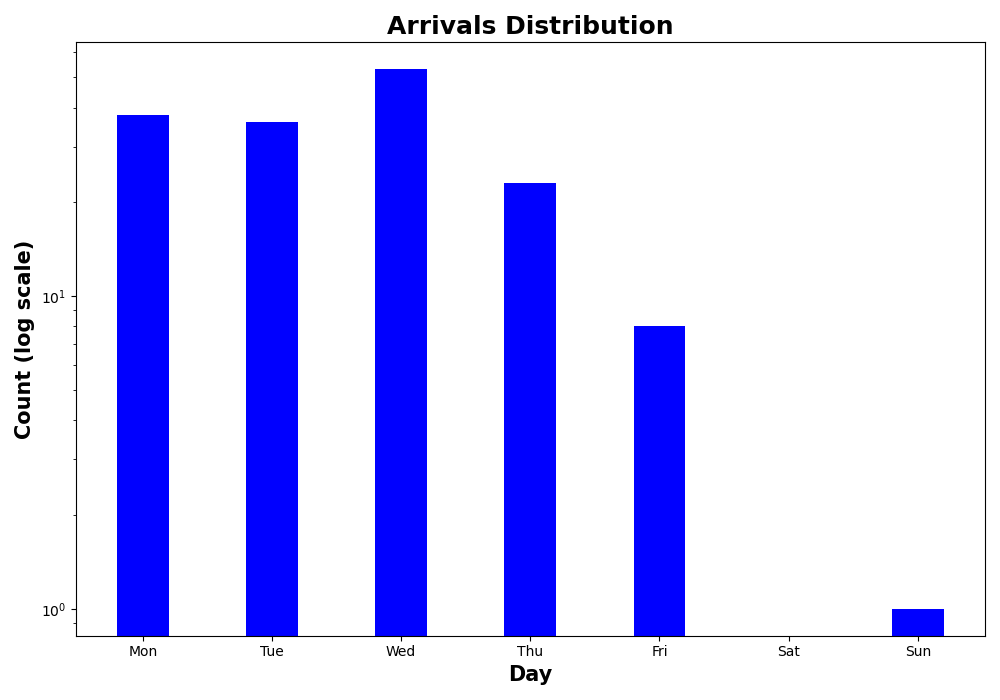 Arrivals Distribution
Count (log scale)
10¹
10⁰
Mon Tue Wed Thu Fri Sat Sun
Day